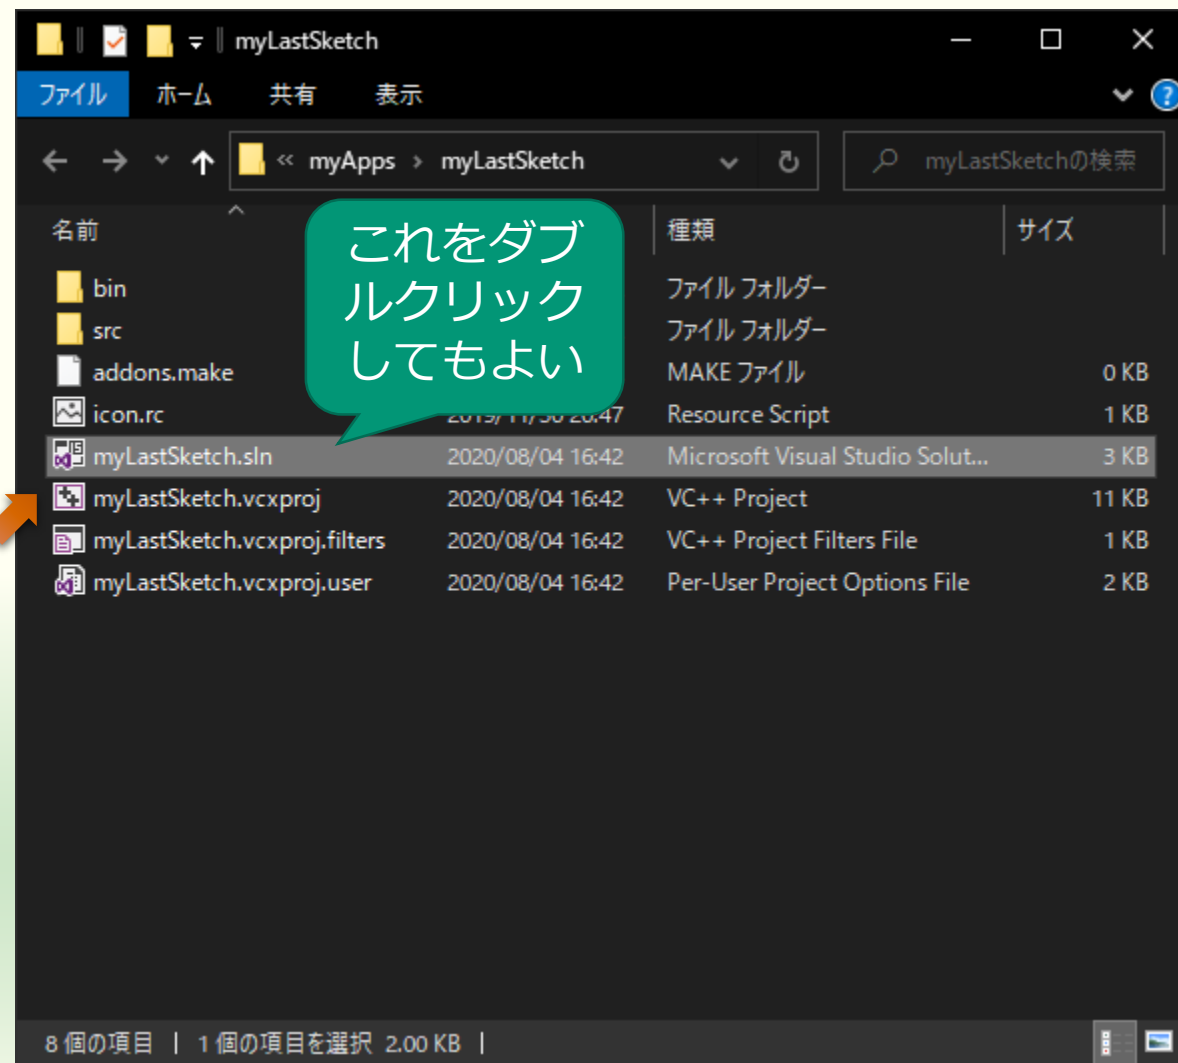 myLastSketch
ファイル ホーム 共有 表示
« myApps › myLastSketch myLastSketchの検索
名前 種類 サイズ
これをダブ
ルクリック
してもよい
bin ファイル フォルダー
src ファイル フォルダー
addons.make MAKE ファイル 0 KB
icon.rc Resource Script 1 KB
myLastSketch.sln 2020/08/04 16:42 Microsoft Visual Studio Solut... 3 KB
myLastSketch.vcxproj 2020/08/04 16:42 VC++ Project 11 KB
myLastSketch.vcxproj.filters 2020/08/04 16:42 VC++ Project Filters File 1 KB
myLastSketch.vcxproj.user 2020/08/04 16:42 Per-User Project Options File 2 KB
8 個の項目 | 1 個の項目を選択 2.00 KB |